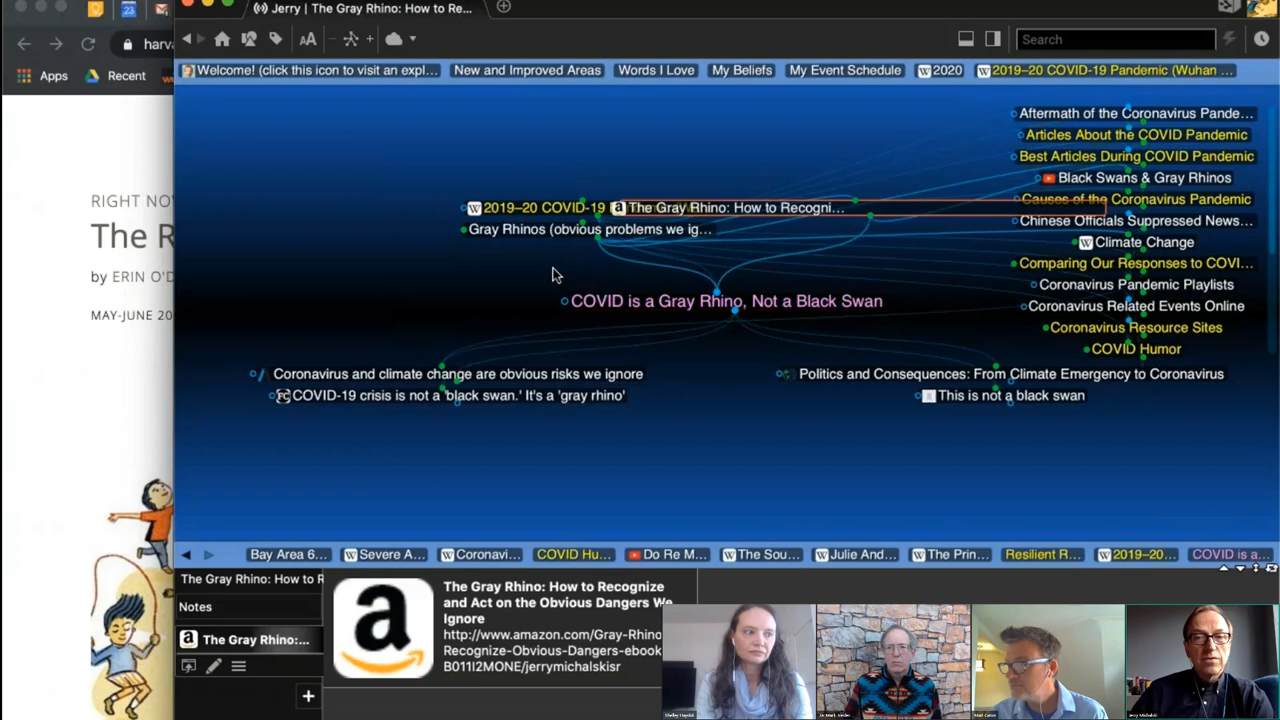 Jerry | The Gray Rhino: How to Re...
harv
Search
Apps
Recent
Welcome! (click this icon to visit an expl...
New and Improved Areas
Words I Love
My Beliefs
My Event Schedule
2020
2019–20 COVID-19 Pandemic (Wuhan ...
RIGHT NO
The R
by ERIN O'D
MAY-JUNE 20
Aftermath of the Coronavirus Pande...
Articles About the COVID Pandemic
Best Articles During COVID Pandemic
Black Swans & Gray Rhinos
Causes of the Coronavirus Pandemic
Chinese Officials Suppressed News...
Climate Change
Comparing Our Responses to COVI...
Coronavirus Pandemic Playlists
Coronavirus Related Events Online
Coronavirus Resource Sites
COVID Humor
2019–20 COVID-19
The Gray Rhino: How to Recogni...
Gray Rhinos (obvious problems we ig...
COVID is a Gray Rhino, Not a Black Swan
Coronavirus and climate change are obvious risks we ignore
COVID-19 crisis is not a 'black swan.' It's a 'gray rhino'
Politics and Consequences: From Climate Emergency to Coronavirus
This is not a black swan
Bay Area 6...
Severe A...
Coronavi...
COVID Hu...
Do Re M...
The Sou...
Julie And...
The Prin...
Resilient R...
2019–20...
COVID is a...
The Gray Rhino: How to R
Notes
The Gray Rhino:...
The Gray Rhino: How to Recognize
and Act on the Obvious Dangers We
Ignore
http://www.amazon.com/Gray-Rhino
Recognize-Obvious-Dangers-ebook
B011I2MONE/jerrymichalskisr